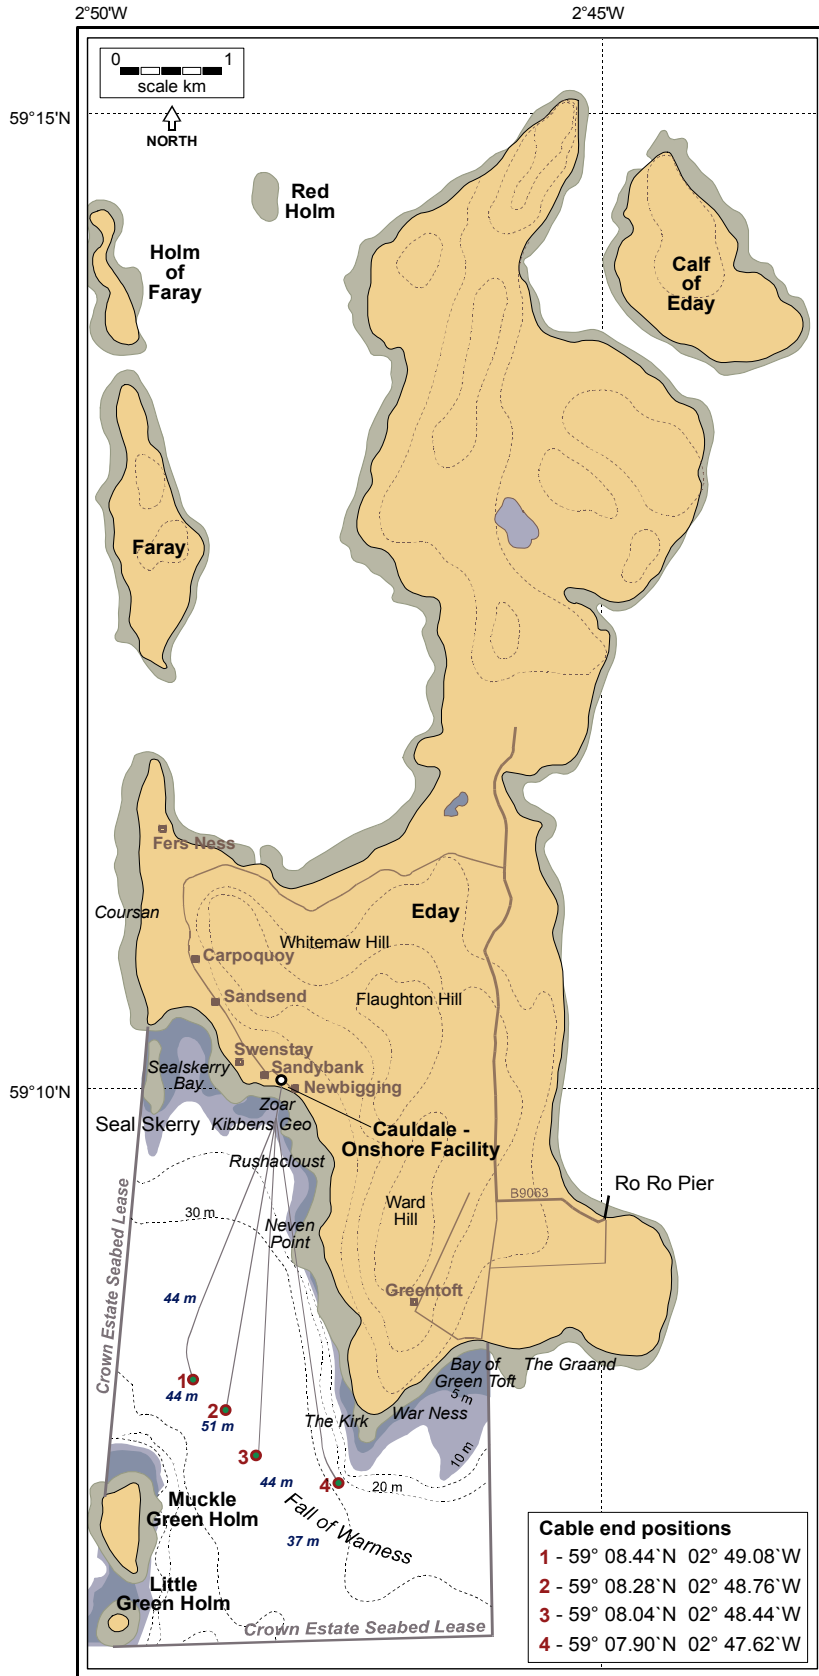 2°50'W
2°45'W
0 1
scale km
NORTH
59°15'N
Red
Holm
Holm
of
Faray
Calf
of
Eday
Faray
Fers Ness
Coursan
Eday
Whitemaw Hill
Carpoquoy
Flaughton Hill
Sandsend
Swenstay
Sealskerry
Bay
Sandybank
Newbigging
59°10'N
Zoar
Seal Skerry
Kibbens Geo
Cauldale -
Onshore Facility
Rushacloust
Ro Ro Pier
B9063
Ward
Hill
30 m
Neven
Point
Crown Estate Seabed Lease
44 m
Greentoft
Bay of
Green Toft
The Graand
1
44 m
5 m
2
51 m
The Kirk
War Ness
10 m
3
44 m
4
20 m
Muckle
Green Holm
Fall of Warness
37 m
Little
Green Holm
Crown Estate Seabed Lease
Cable end positions
1 - 59° 08.44`N 02° 49.08`W
2 - 59° 08.28`N 02° 48.76`W
3 - 59° 08.04`N 02° 48.44`W
4 - 59° 07.90`N 02° 47.62`W